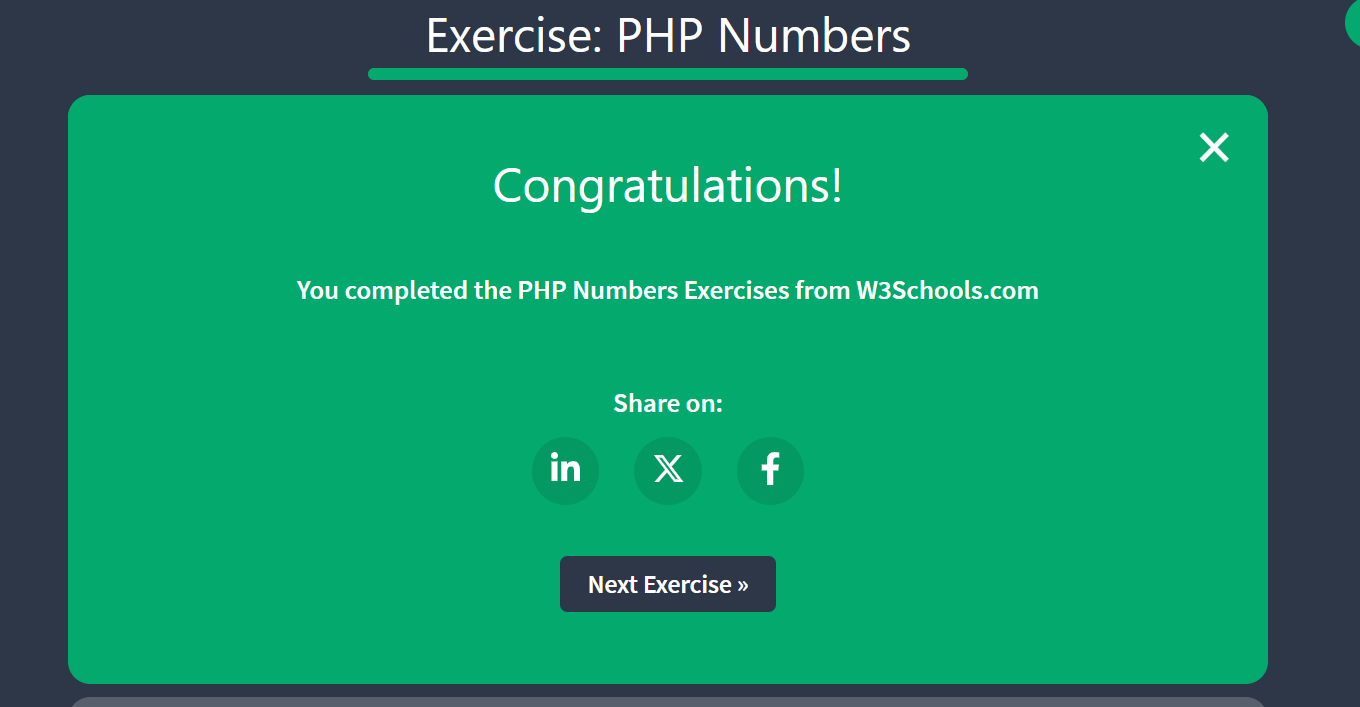 Exercise: PHP Numbers
Congratulations!
You completed the PHP Numbers Exercises from W3Schools.com
Share on:
Next Exercise »